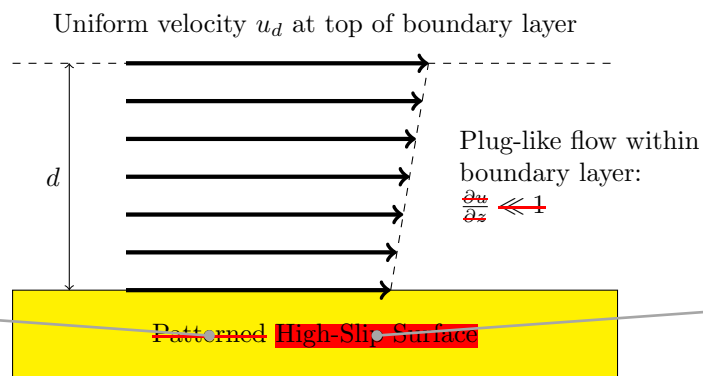 Uniform velocity u_d at top of boundary layer
d
Plug-like flow within
boundary layer:
∂u/∂z ≪ 1
Patterned High-Slip Surface